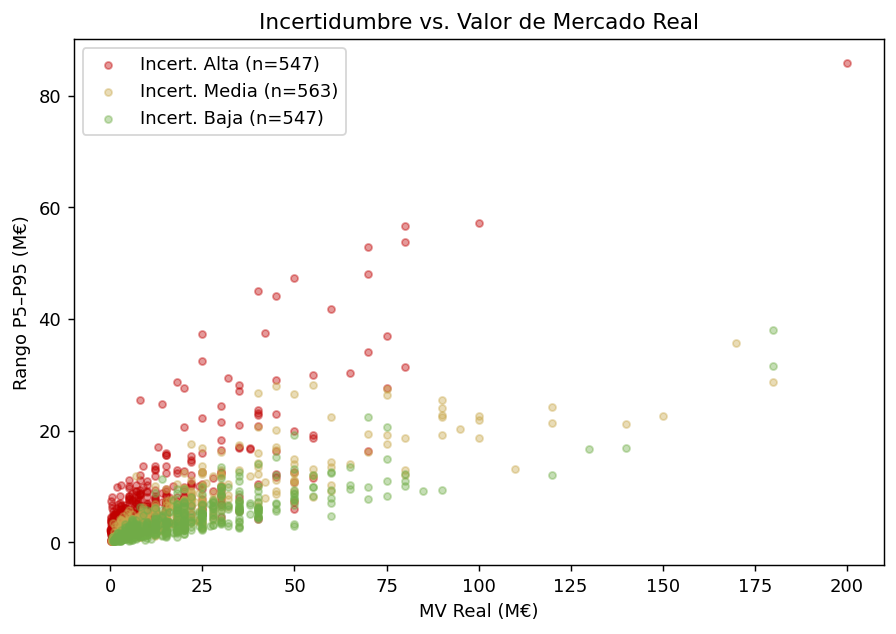 Incertidumbre vs. Valor de Mercado Real
Incert. Alta (n=547)
Incert. Media (n=563)
Incert. Baja (n=547)
Rango P5–P95 (M€)
80
60
40
20
0
0 25 50 75 100 125 150 175 200
MV Real (M€)